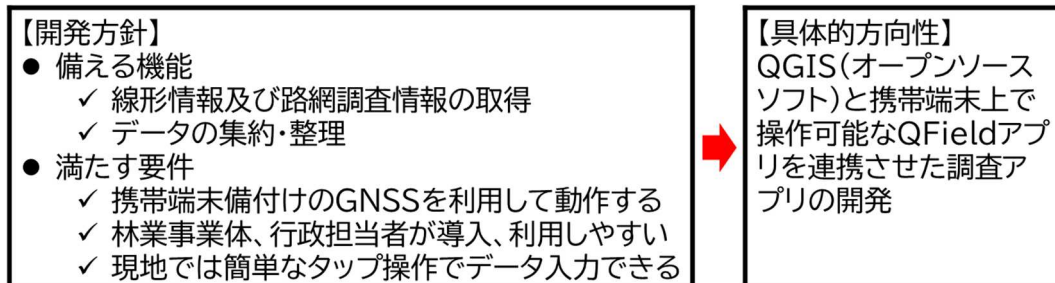 【開発方針】
● 備える機能
✓ 線形情報及び路網調査情報の取得
✓ データの集約・整理
● 満たす要件
✓ 携帯端末備付けのGNSSを利用して動作する
✓ 林業事業体、行政担当者が導入、利用しやすい
✓ 現地では簡単なタップ操作でデータ入力できる
【具体的方向性】
QGIS(オープンソース
ソフト)と携帯端末上で
操作可能なQFieldアプ
リを連携させた調査ア
プリの開発